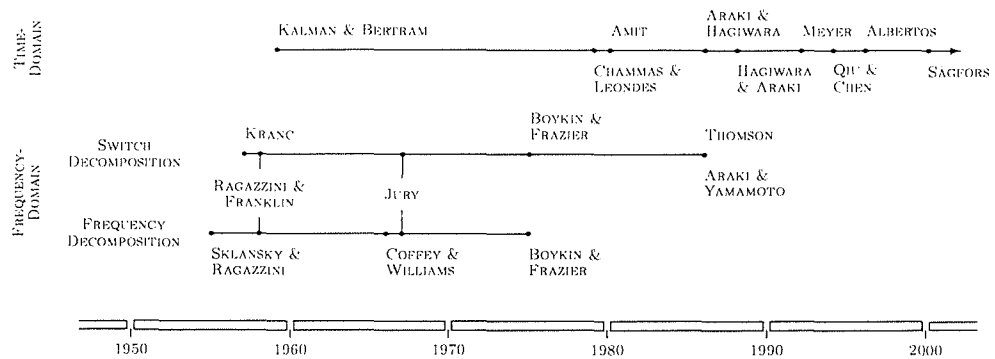 TIME-
DOMAIN
KALMAN & BERTRAM
AMIT
ARAKI &
HAGIWARA
MEYER
ALBERTOS
CHAMMAS &
LEONDES
HAGIWARA
& ARAKI
QIU &
CHEN
SAGFORS
FREQUENCY-
DOMAIN
SWITCH
DECOMPOSITION
KRANC
BOYKIN &
FRAZIER
THOMSON
RAGAZZINI &
FRANKLIN
JURY
ARAKI &
YAMAMOTO
FREQUENCY
DECOMPOSITION
SKLANSKY &
RAGAZZINI
COFFEY &
WILLIAMS
BOYKIN &
FRAZIER
1950 1960 1970 1980 1990 2000